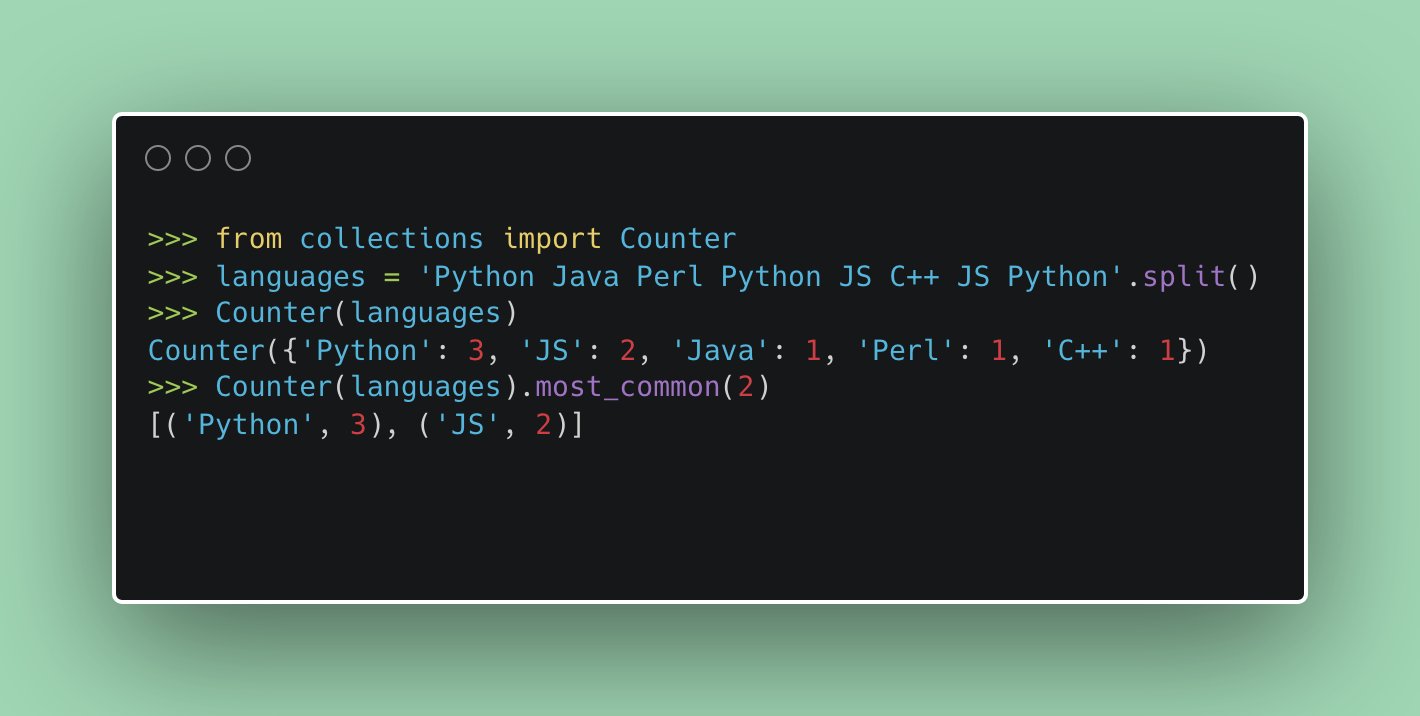 >>> from collections import Counter
>>> languages = 'Python Java Perl Python JS C++ JS Python'.split()
>>> Counter(languages)
Counter({'Python': 3, 'JS': 2, 'Java': 1, 'Perl': 1, 'C++': 1})
>>> Counter(languages).most_common(2)
[('Python', 3), ('JS', 2)]